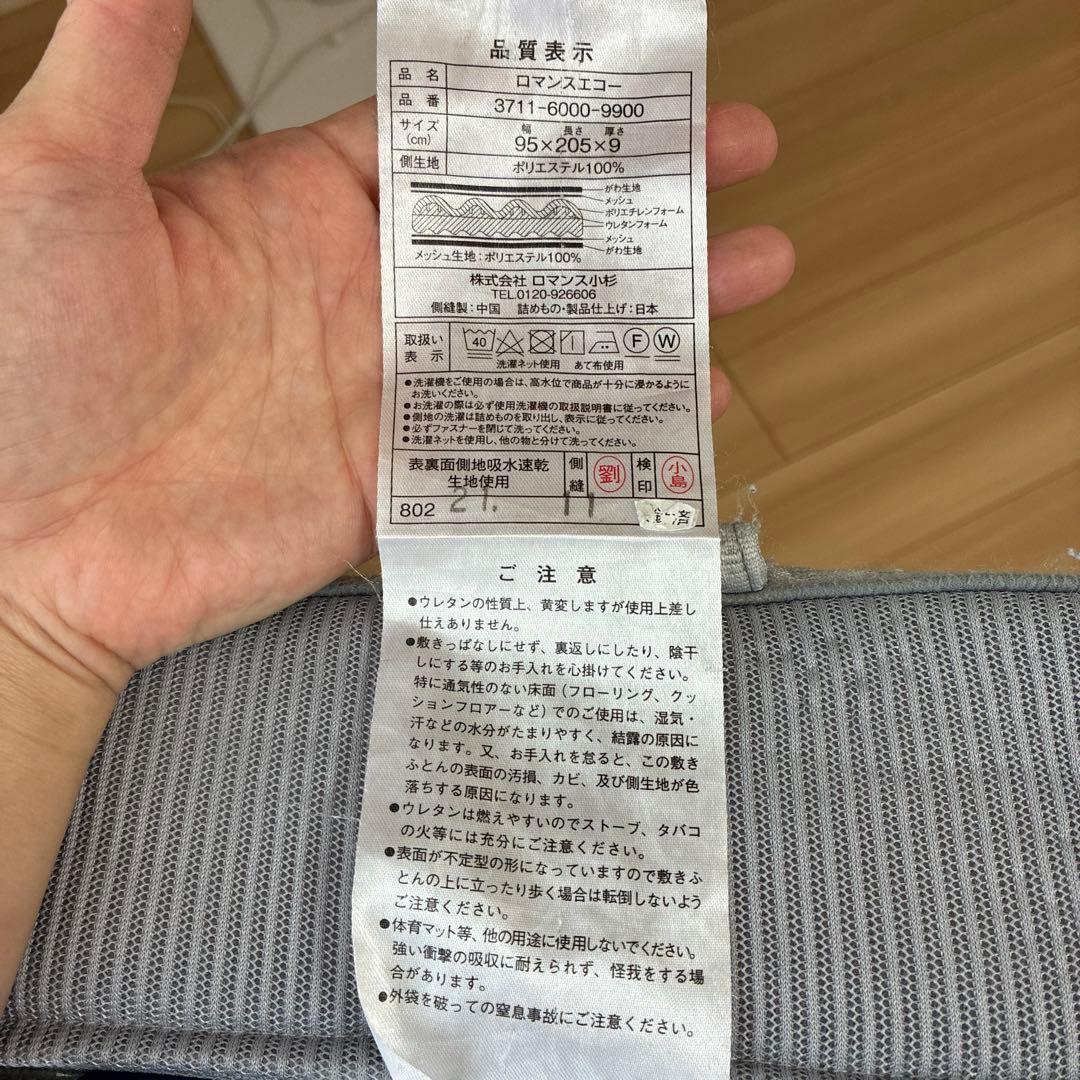 品質表示
品名 ロマンスエコー
品番 3711-6000-9900
サイズ(cm) 幅 長さ 厚さ
95×205×9
側生地 ポリエステル100%
がわ生地
メッシュ
ポリエチレンフォーム
ウレタンフォーム
メッシュ
がわ生地
メッシュ生地:ポリエステル100%
株式会社 ロマンス小杉
TEL.0120-926606
側縫製:中国 詰めもの・製品仕上げ:日本
取扱い表示 40 F W
洗濯ネット使用 あて布使用
●洗濯機をご使用の場合は、高水位で商品が十分に浸かるように
お洗いください。
●お洗濯の際は必ず使用洗濯機の取扱説明書に従ってください。
●側地の洗濯は詰めものを取り出し、表示に従ってください。
●必ずファスナーを閉じて洗ってください。
●洗濯ネットを使用し、他の物と分けて洗ってください。
表裏面側地吸水速乾
生地使用
側縫 劉 検印 小島
802 21. 11 済
ご注意
●ウレタンの性質上、黄変しますが使用上差し
仕えありません。
●敷きっぱなしにせず、裏返しにしたり、陰干
しにする等のお手入れを心掛けてください。
特に通気性のない床面(フローリング、クッ
ションフロアーなど)でのご使用は、湿気・
汗などの水分がたまりやすく、結露の原因に
なります。又、お手入れを怠ると、この敷き
ふとんの表面の汚損、カビ、及び側生地が色
落ちする原因になります。
●ウレタンは燃えやすいのでストーブ、タバコ
の火等には充分にご注意ください。
●表面が不定型の形になっていますので敷きふ
とんの上に立ったり歩く場合は転倒しないよう
ご注意ください。
●体育マット等、他の用途に使用しないでください。
強い衝撃の吸収に耐えられず、怪我をする場
合があります。
●外袋を破っての窒息事故にご注意ください。